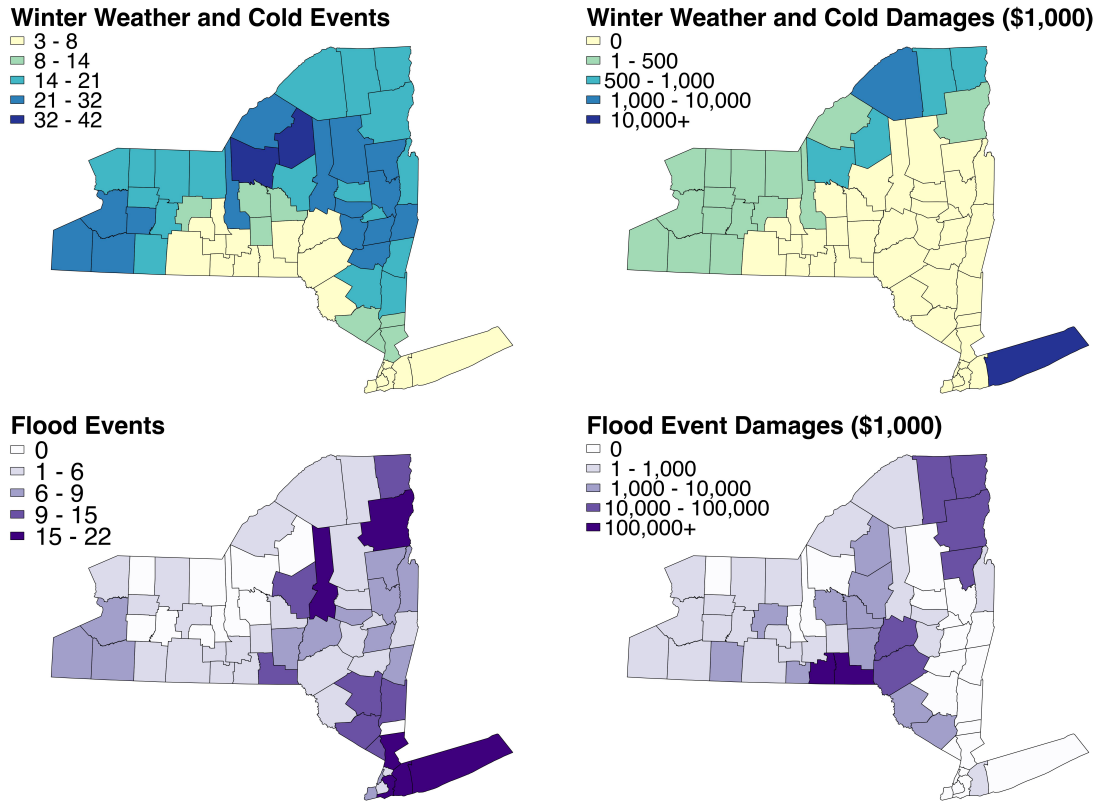 Winter Weather and Cold Events
3 - 8
8 - 14
14 - 21
21 - 32
32 - 42
Winter Weather and Cold Damages ($1,000)
0
1 - 500
500 - 1,000
1,000 - 10,000
10,000+
Flood Events
0
1 - 6
6 - 9
9 - 15
15 - 22
Flood Event Damages ($1,000)
0
1 - 1,000
1,000 - 10,000
10,000 - 100,000
100,000+